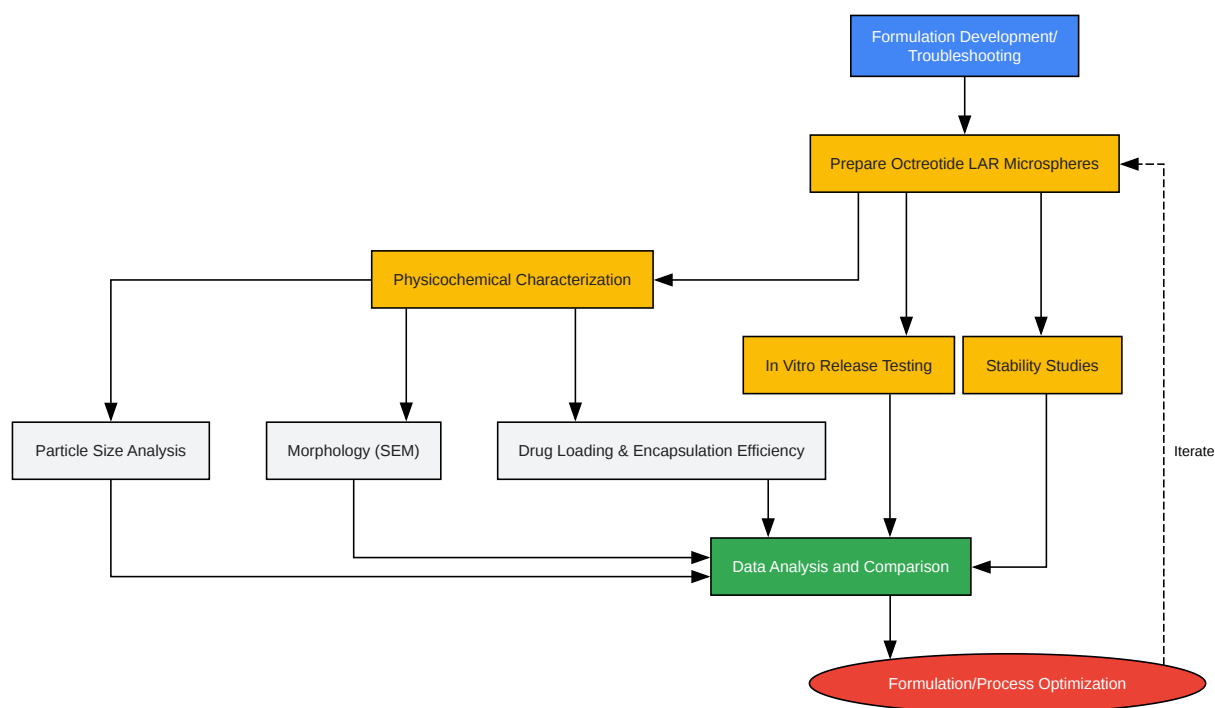 Formulation Development/
Troubleshooting
Prepare Octreotide LAR Microspheres
Physicochemical Characterization
In Vitro Release Testing
Stability Studies
Particle Size Analysis
Morphology (SEM)
Drug Loading & Encapsulation Efficiency
Iterate
Data Analysis and Comparison
Formulation/Process Optimization